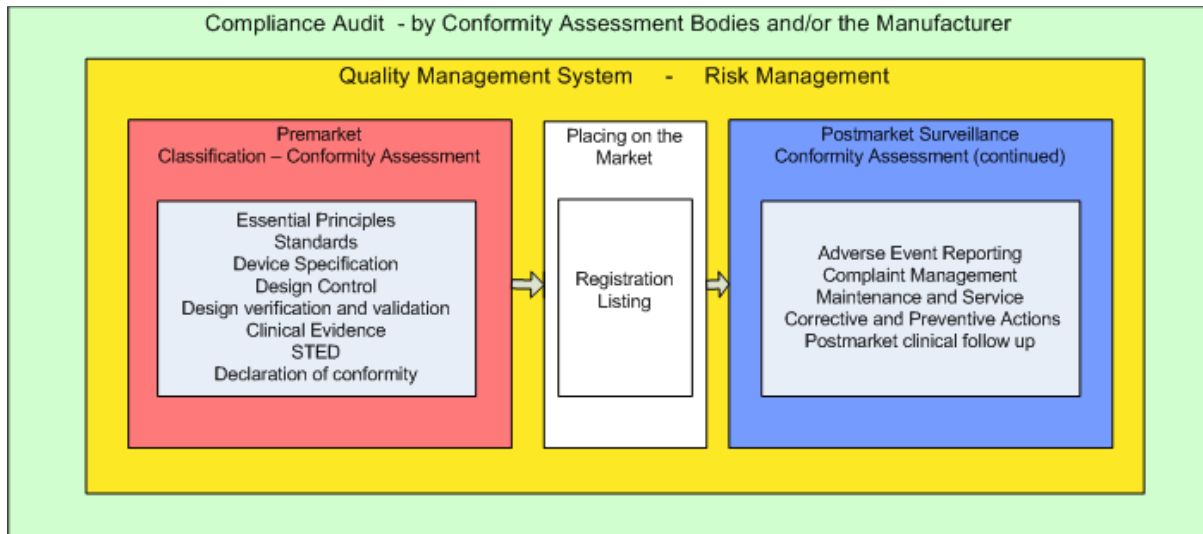 Compliance Audit - by Conformity Assessment Bodies and/or the Manufacturer
Quality Management System - Risk Management
Premarket
Classification – Conformity Assessment
Essential Principles
Standards
Device Specification
Design Control
Design verification and validation
Clinical Evidence
STED
Declaration of conformity
Placing on the
Market
Registration
Listing
Postmarket Surveillance
Conformity Assessment (continued)
Adverse Event Reporting
Complaint Management
Maintenance and Service
Corrective and Preventive Actions
Postmarket clinical follow up